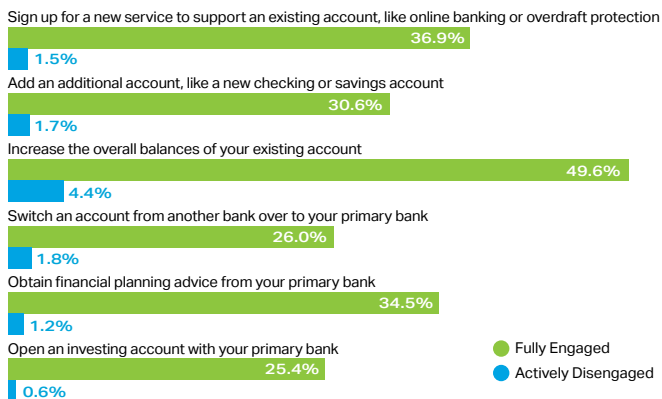 Sign up for a new service to support an existing account, like online banking or overdraft protection
36.9%
1.5%
Add an additional account, like a new checking or savings account
30.6%
1.7%
Increase the overall balances of your existing account
49.6%
4.4%
Switch an account from another bank over to your primary bank
26.0%
1.8%
Obtain financial planning advice from your primary bank
34.5%
1.2%
Open an investing account with your primary bank
25.4%
0.6%
Fully Engaged
Actively Disengaged